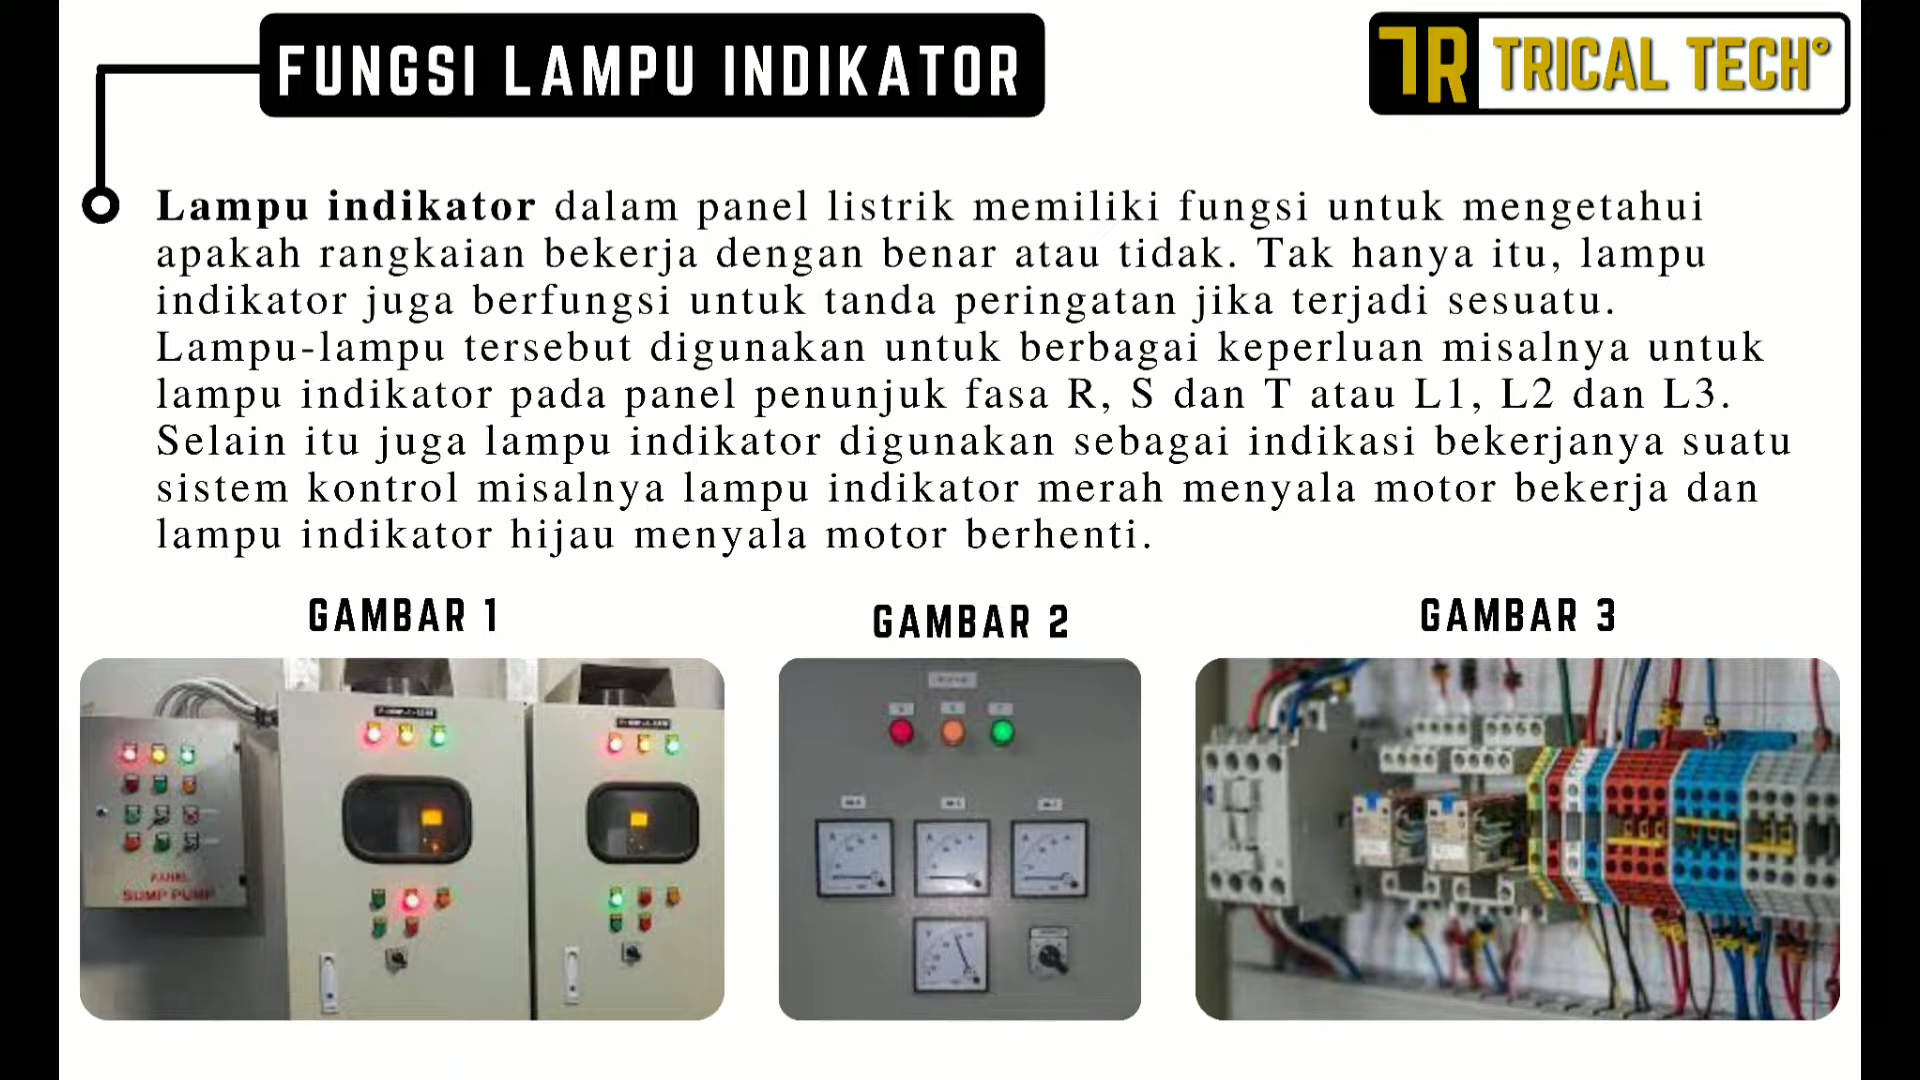 FUNGSI LAMPU INDIKATOR
TR TRICAL TECH°
Lampu indikator dalam panel listrik memiliki fungsi untuk mengetahui
apakah rangkaian bekerja dengan benar atau tidak. Tak hanya itu, lampu
indikator juga berfungsi untuk tanda peringatan jika terjadi sesuatu.
Lampu-lampu tersebut digunakan untuk berbagai keperluan misalnya untuk
lampu indikator pada panel penunjuk fasa R, S dan T atau L1, L2 dan L3.
Selain itu juga lampu indikator digunakan sebagai indikasi bekerjanya suatu
sistem kontrol misalnya lampu indikator merah menyala motor bekerja dan
lampu indikator hijau menyala motor berhenti.
GAMBAR 1
GAMBAR 2
GAMBAR 3
PANEL
SUMP PUMP